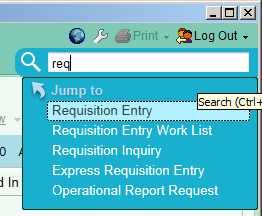 Print Log Out
req
Jump to
Requisition Entry
Search (Ctrl+
Requisition Entry Work List
Requisition Inquiry
Express Requisition Entry
Operational Report Request
A
d In